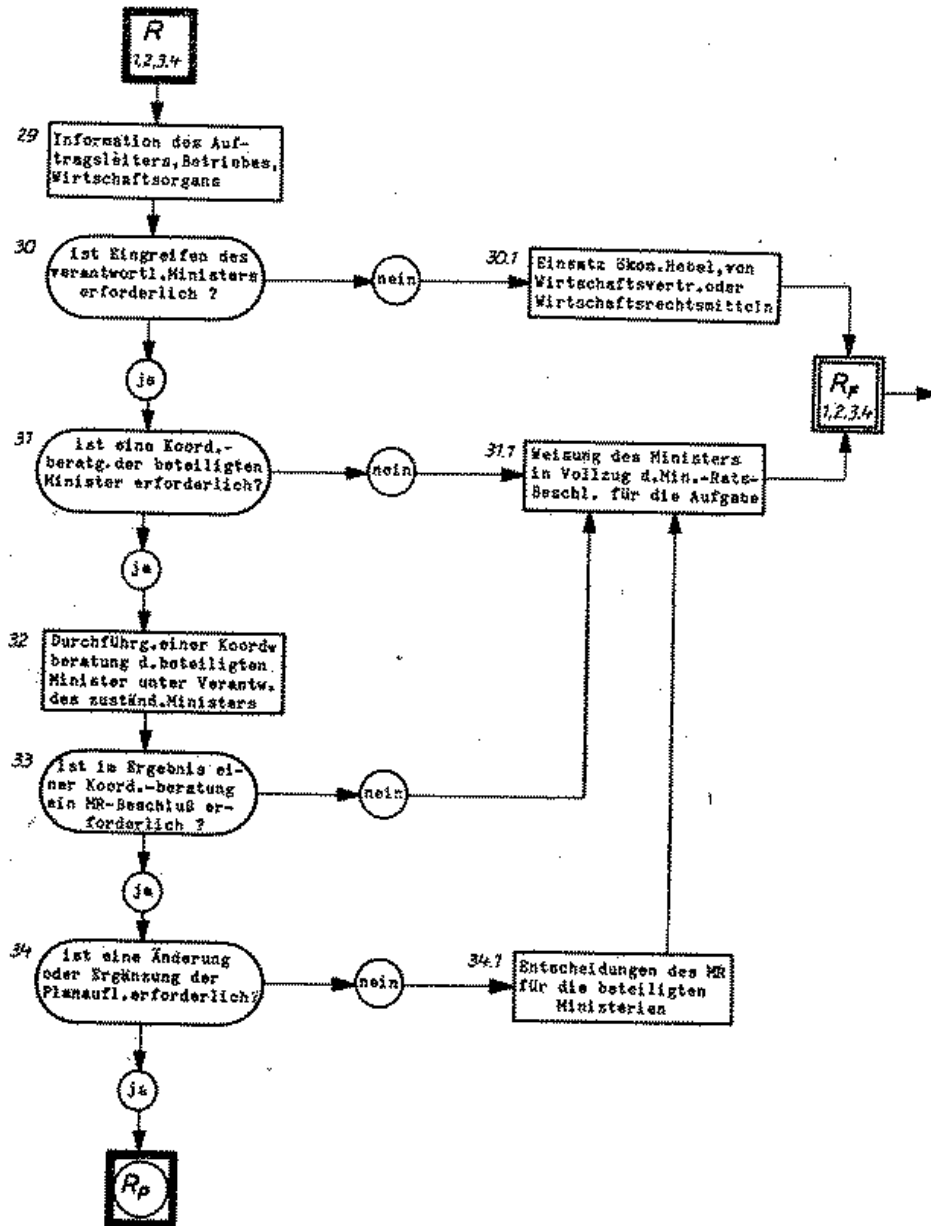 R
1,2,3.4
29
Information des Auf-
tragsleiters, Betriebes,
Wirtschaftsorgans
30
ist Eingreifen des
verantwortl. Ministers
erforderlich ?
nein
30.1
Einsatz ökon. Hebel, von
Wirtschaftsvertr. oder
Wirtschaftsrechtsmitteln
ja
R
1,2,3.4
31
ist eine Koord.-
beratg. der beteiligten
Minister erforderlich?
nein
31.1
Weisung des Ministers
in Vollzug d. Min.-Rats-
Beschl. für die Aufgabe
ja
32
Durchführg. einer Koord
beratung d. beteiligten
Minister unter Verantw.
des zuständ. Ministers
33
ist im Ergebnis ei-
ner Koord.-beratung
ein MR-Beschluß er-
forderlich ?
nein
ja
34
ist eine Änderung
oder Ergänzung der
Planaufl. erforderlich?
nein
34.1
Entscheidungen des MR
für die beteiligten
Ministerien
ja
Rp